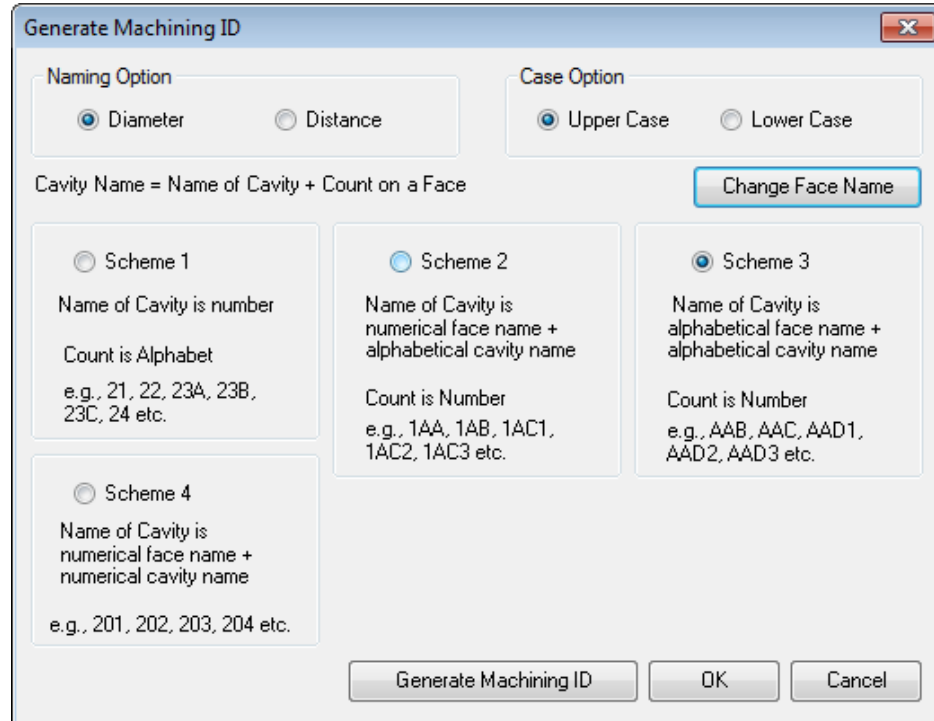 Generate Machining ID
Naming Option
Diameter
Distance
Case Option
Upper Case
Lower Case
Cavity Name = Name of Cavity + Count on a Face
Change Face Name
Scheme 1
Name of Cavity is number
Count is Alphabet
e.g., 21, 22, 23A, 23B,
23C, 24 etc.
Scheme 2
Name of Cavity is
numerical face name +
alphabetical cavity name
Count is Number
e.g., 1AA, 1AB, 1AC1,
1AC2, 1AC3 etc.
Scheme 3
Name of Cavity is
alphabetical face name +
alphabetical cavity name
Count is Number
e.g., AAB, AAC, AAD1,
AAD2, AAD3 etc.
Scheme 4
Name of Cavity is
numerical face name +
numerical cavity name
e.g., 201, 202, 203, 204 etc.
Generate Machining ID
OK
Cancel